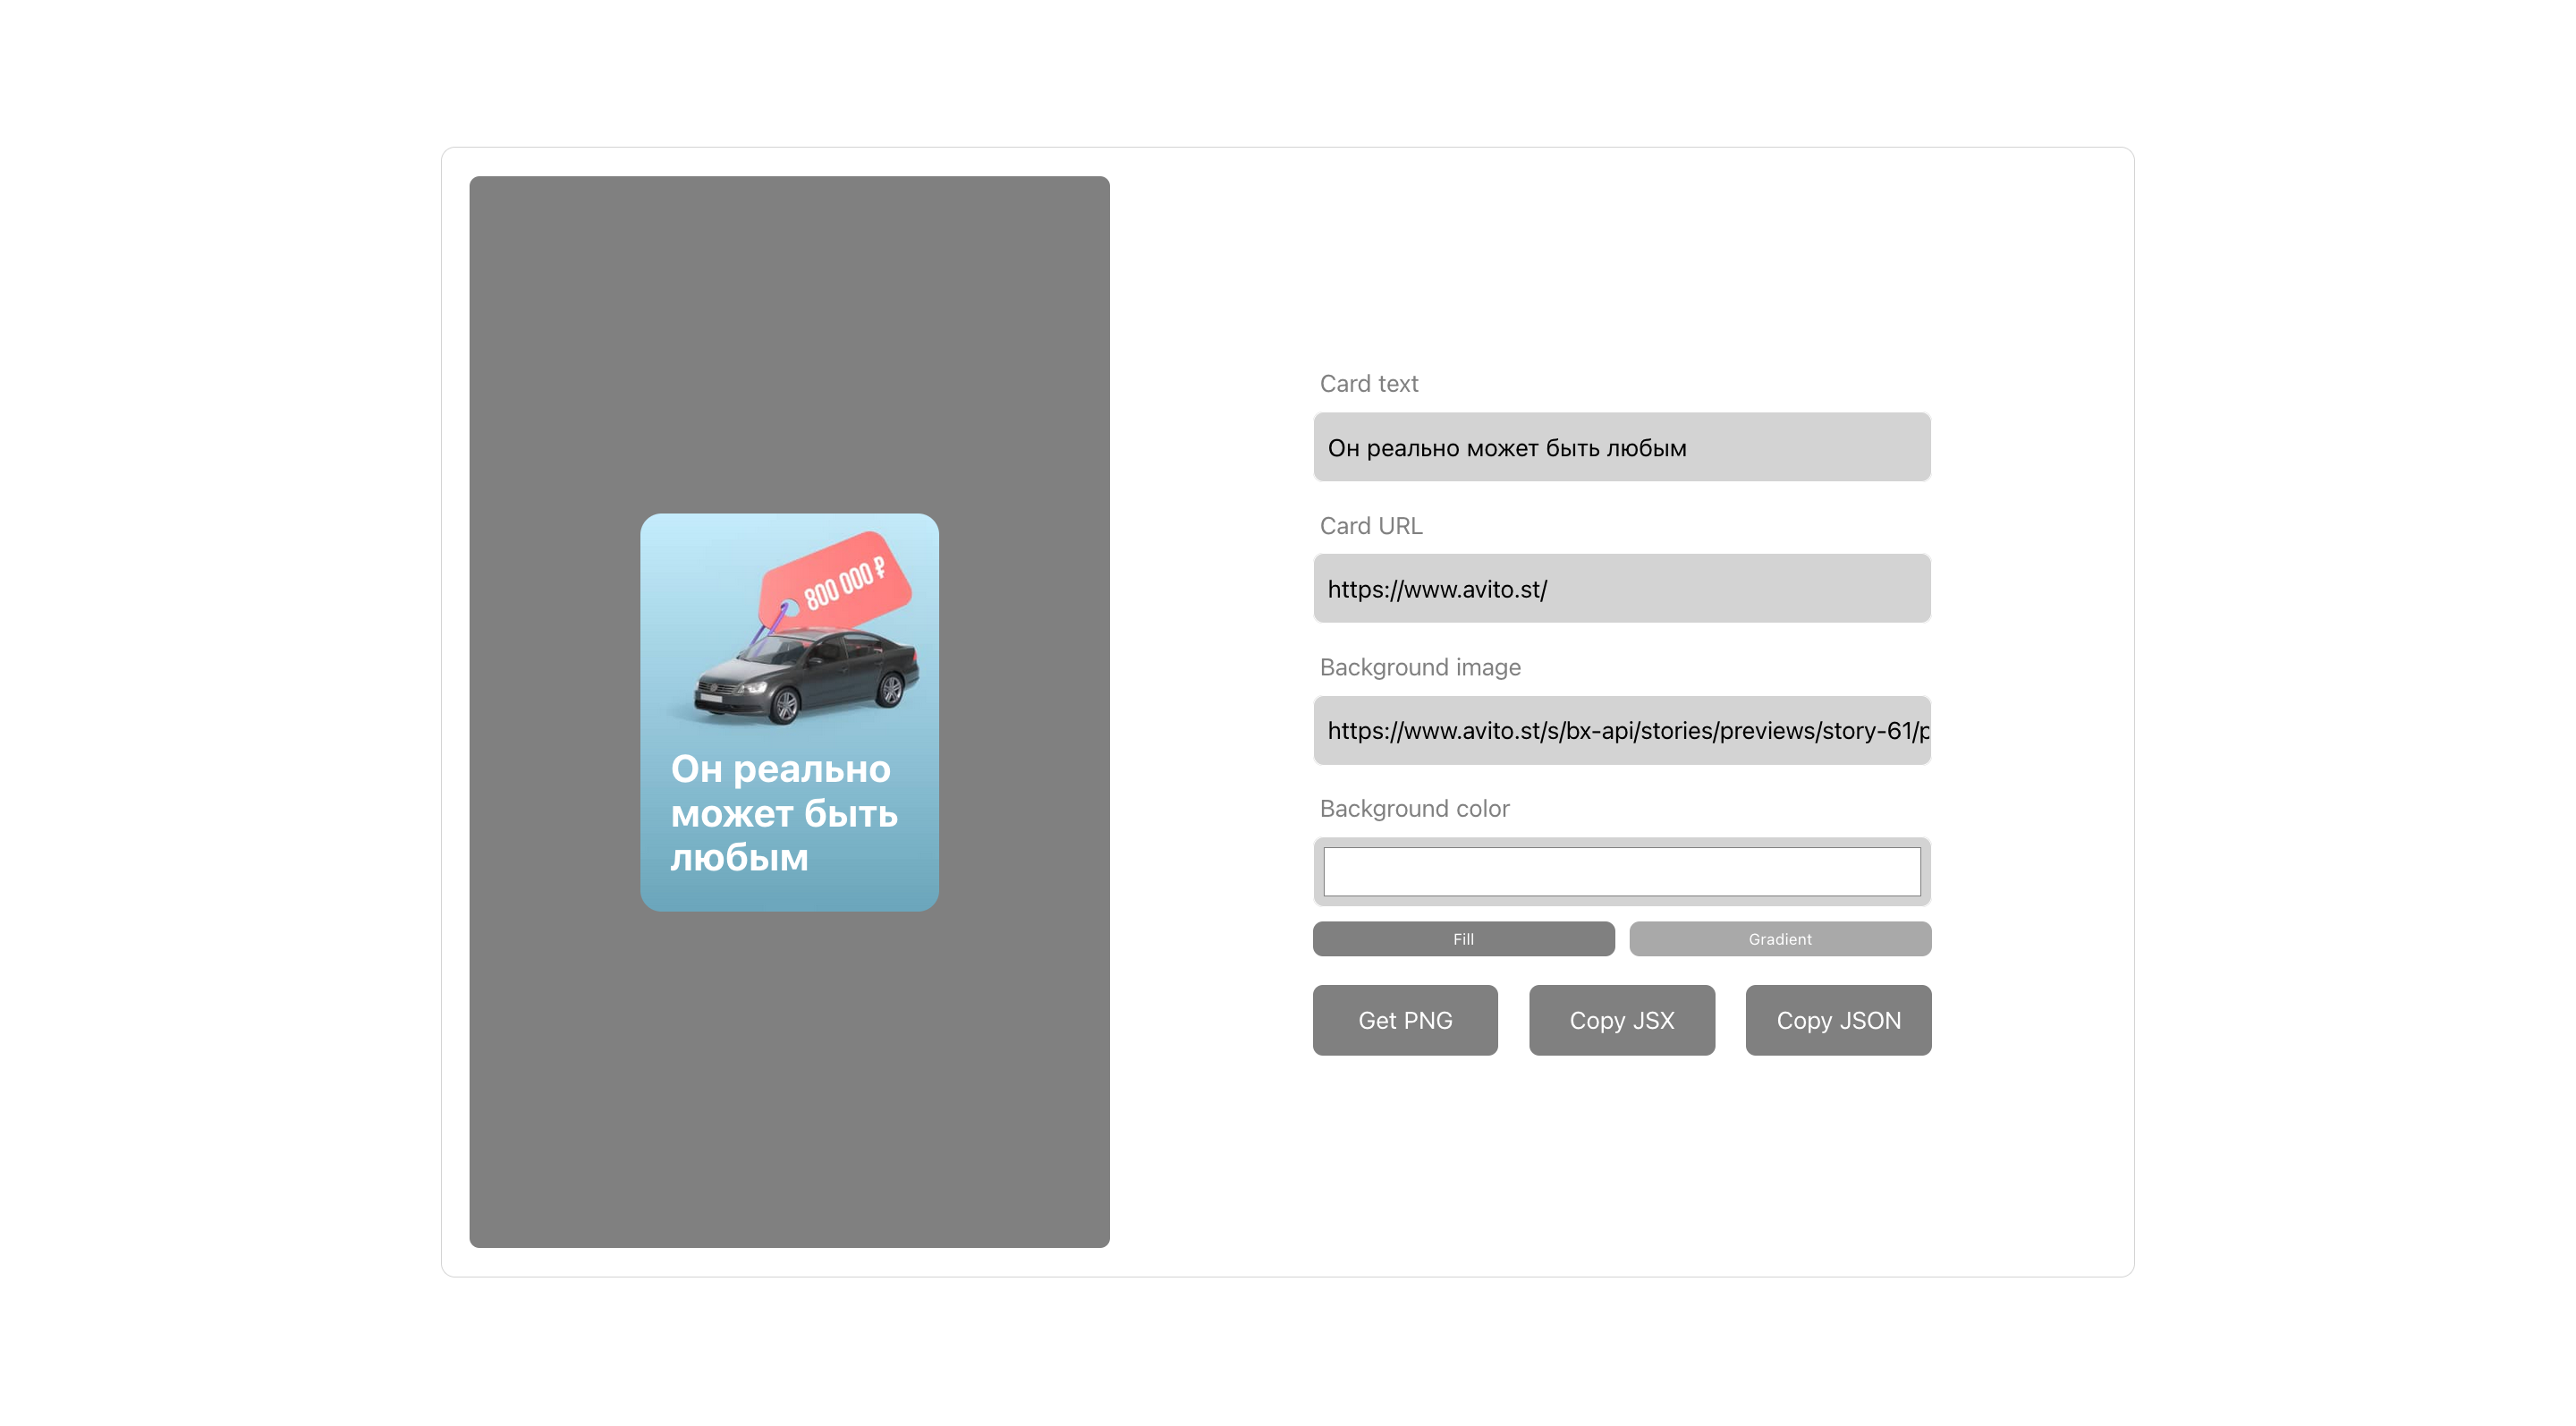 800 000 ₽
Он реально
может быть
любым
Card text
Он реально может быть любым
Card URL
https://www.avito.st/
Background image
https://www.avito.st/s/bx-api/stories/previews/story-61/p
Background color
Fill
Gradient
Get PNG
Copy JSX
Copy JSON